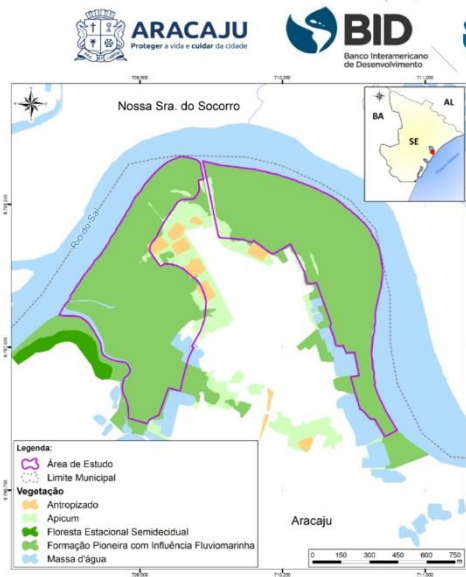 ARACAJU
Proteger a vida e cuidar da cidade
BID
Banco Interamericano
de Desenvolvimento
Nossa Sra. do Socorro
BA
AL
SE
Rio do Sal
Aracaju
Legenda:
Área de Estudo
Limite Municipal
Vegetação
Antropizado
Apicum
Floresta Estacional Semidecidual
Formação Pioneira com Influência Fluviomarinha
Massa d'água
0 150 300 450 600 750
m